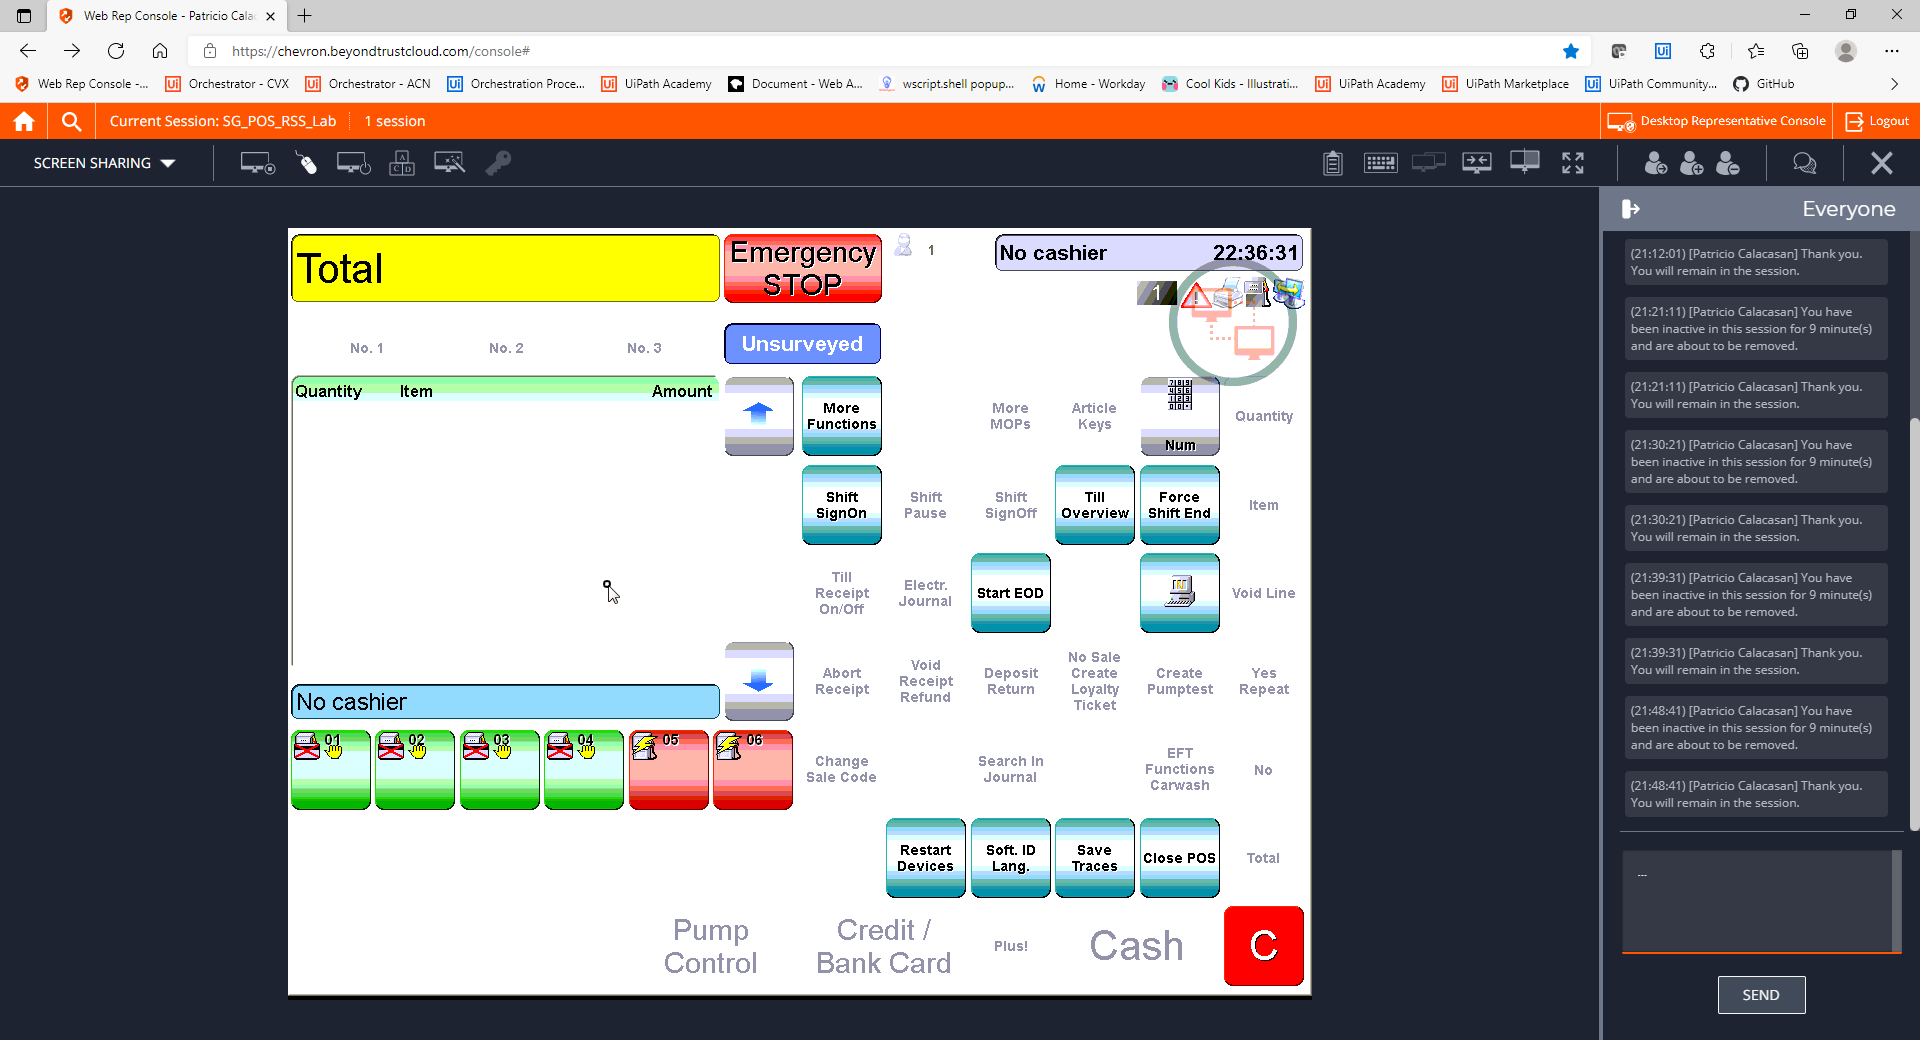 Web Rep Console - Patricio Cala
https://chevron.beyondtrustcloud.com/console#
Web Rep Console -...
Orchestrator - CVX
Orchestrator - ACN
Orchestration Proce...
UiPath Academy
Document - Web A...
wscript.shell popup...
Home - Workday
Cool Kids - Illustrati...
UiPath Academy
UiPath Marketplace
UiPath Community...
GitHub
Current Session: SG_POS_RSS_Lab
1 session
Desktop Representative Console
Logout
SCREEN SHARING
Everyone
Total
Emergency
STOP
1
No cashier 22:36:31
1
No. 1
No. 2
No. 3
Unsurveyed
Quantity Item Amount
More
Functions
More
MOPs
Article
Keys
Num
Quantity
Shift
SignOn
Shift
Pause
Shift
SignOff
Till
Overview
Force
Shift End
Item
Till
Receipt
On/Off
Electr.
Journal
Start EOD
Void Line
Abort
Receipt
Void
Receipt
Refund
Deposit
Return
No Sale
Create
Loyalty
Ticket
Create
Pumptest
Yes
Repeat
No cashier
01
02
03
04
05
06
Change
Sale Code
Search In
Journal
EFT
Functions
Carwash
No
Restart
Devices
Soft. ID
Lang.
Save
Traces
Close POS
Total
Pump
Control
Credit /
Bank Card
Plus!
Cash
C
(21:12:01) [Patricio Calacasan] Thank you.
You will remain in the session.
(21:21:11) [Patricio Calacasan] You have
been inactive in this session for 9 minute(s)
and are about to be removed.
(21:21:11) [Patricio Calacasan] Thank you.
You will remain in the session.
(21:30:21) [Patricio Calacasan] You have
been inactive in this session for 9 minute(s)
and are about to be removed.
(21:30:21) [Patricio Calacasan] Thank you.
You will remain in the session.
(21:39:31) [Patricio Calacasan] You have
been inactive in this session for 9 minute(s)
and are about to be removed.
(21:39:31) [Patricio Calacasan] Thank you.
You will remain in the session.
(21:48:41) [Patricio Calacasan] You have
been inactive in this session for 9 minute(s)
and are about to be removed.
(21:48:41) [Patricio Calacasan] Thank you.
You will remain in the session.
...
SEND